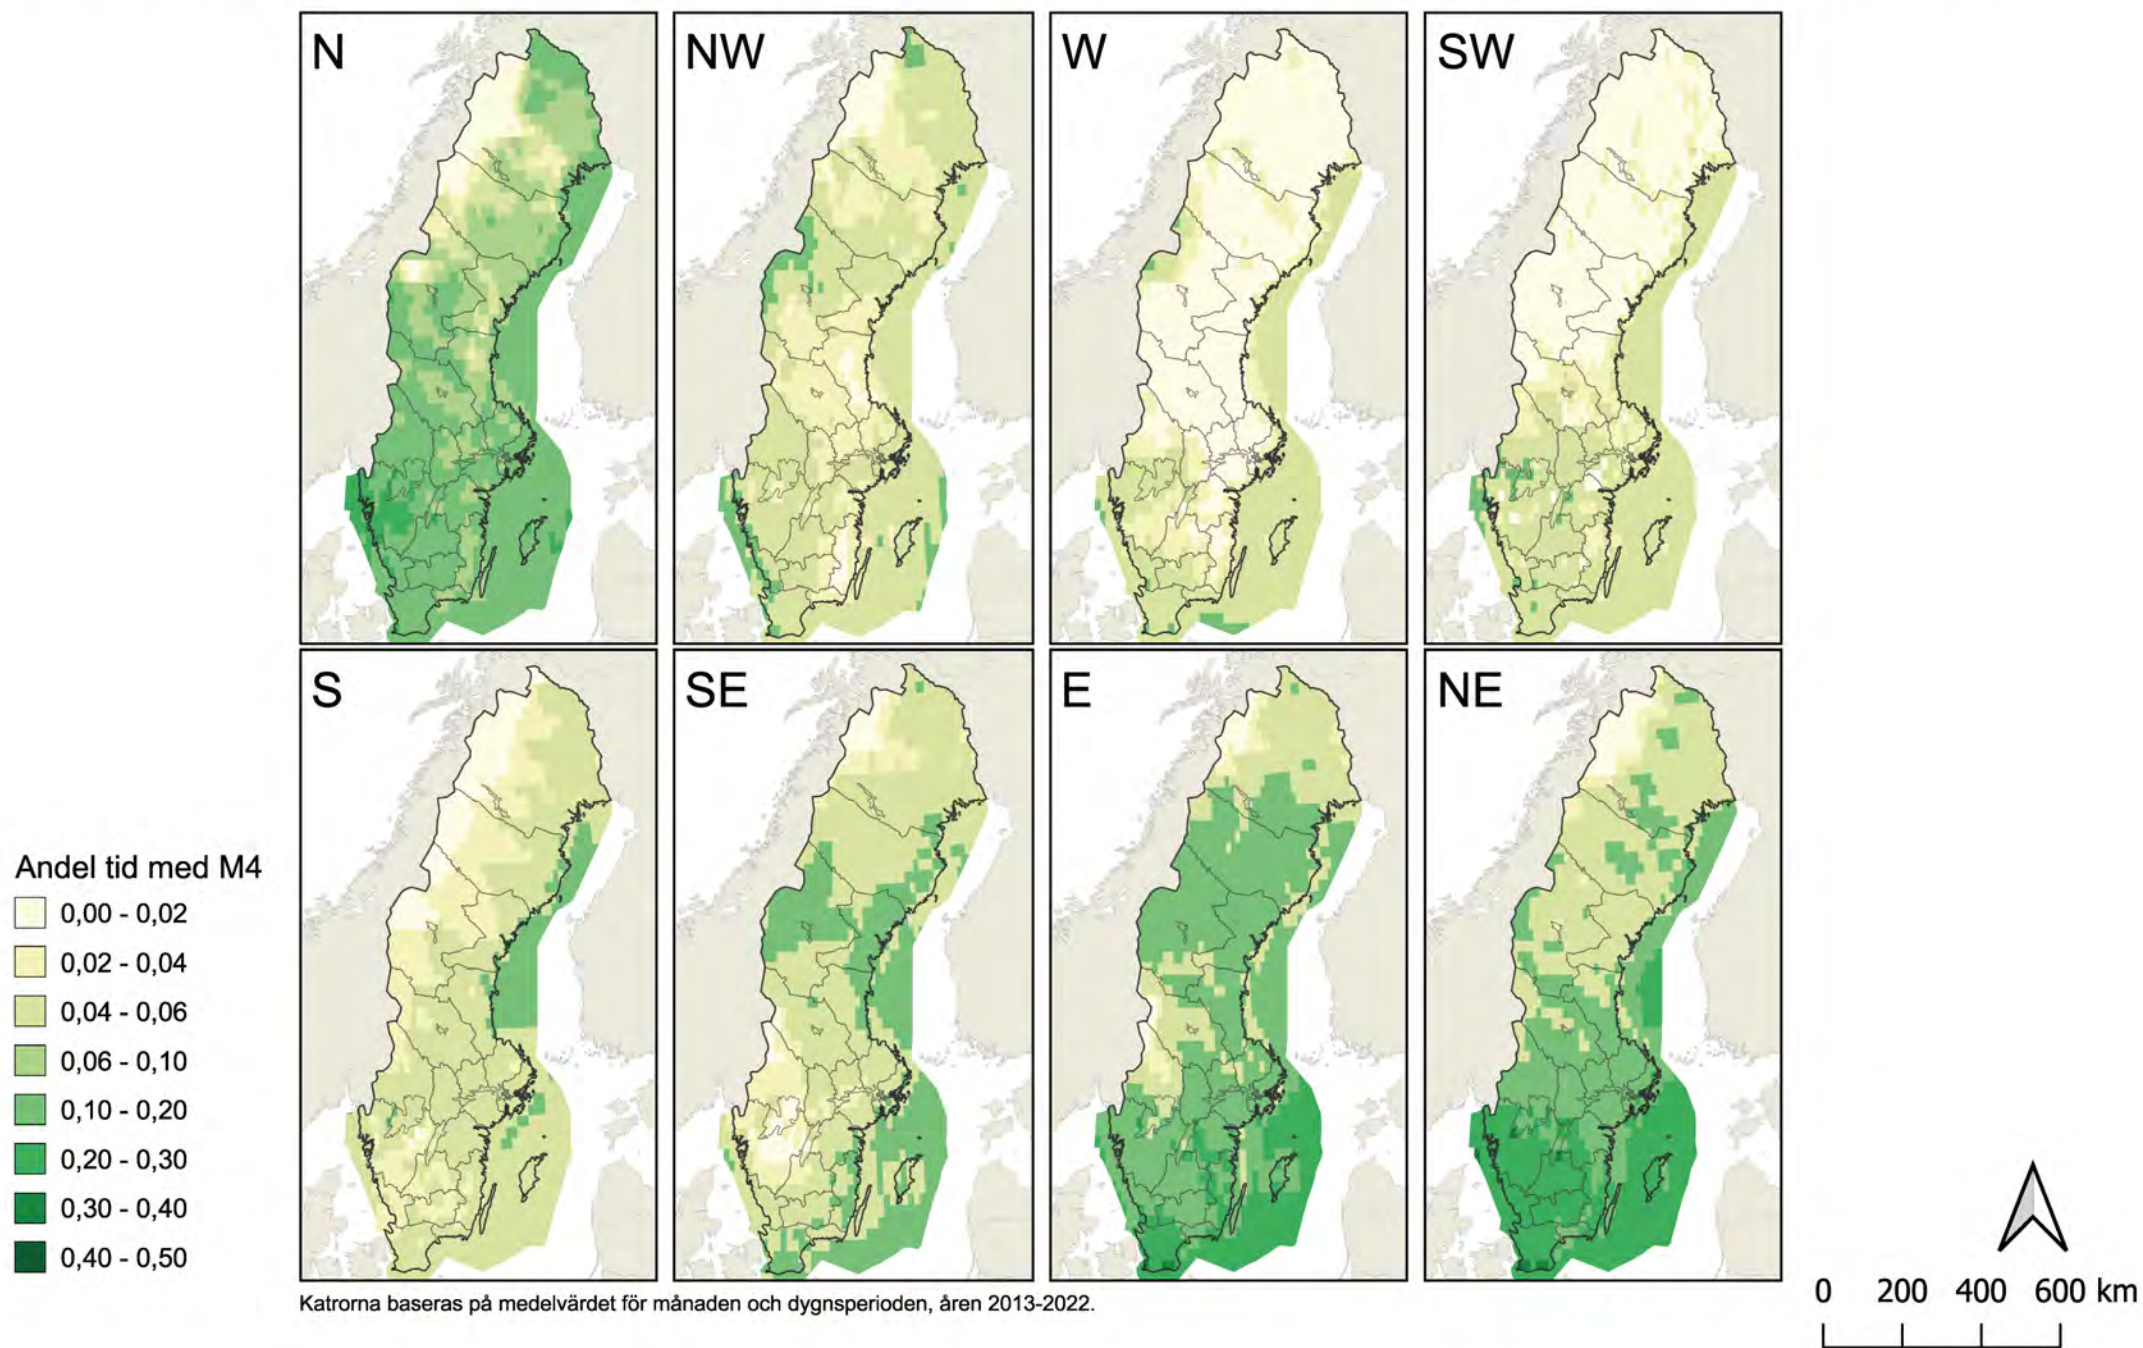 N
NW
W
SW
S
SE
E
NE
Andel tid med M4
0,00 - 0,02
0,02 - 0,04
0,04 - 0,06
0,06 - 0,10
0,10 - 0,20
0,20 - 0,30
0,30 - 0,40
0,40 - 0,50
Katrorna baseras på medelvärdet för månaden och dygnsperioden, åren 2013-2022.
0 200 400 600 km